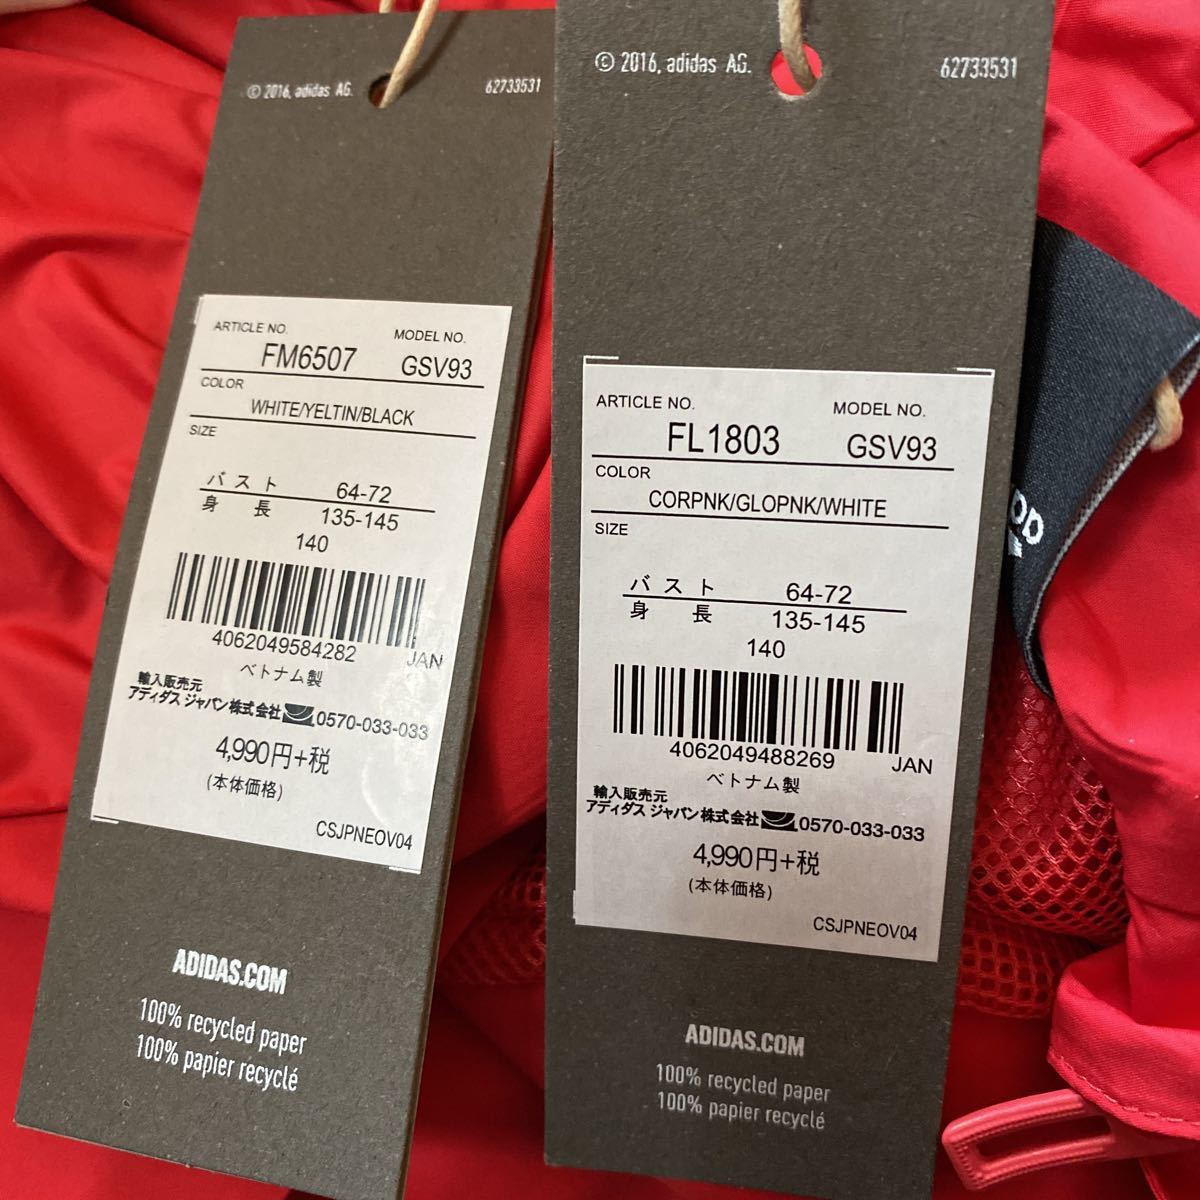 © 2016, adidas AG.
62733531
ARTICLE NO.
MODEL NO.
FM6507
GSV93
COLOR
WHITE/YELTIN/BLACK
SIZE
バスト 64-72
身長 135-145
140
4062049584282
JAN
ベトナム製
輸入販売元
アディダス ジャパン株式会社 0570-033-033
4,990円+税
(本体価格)
CSJPNEOV04
ADIDAS.COM
100% recycled paper
100% papier recyclé
© 2016, adidas AG.
62733531
ARTICLE NO.
MODEL NO.
FL1803
GSV93
COLOR
CORPNK/GLOPNK/WHITE
SIZE
バスト 64-72
身長 135-145
140
4062049488269
JAN
ベトナム製
輸入販売元
アディダス ジャパン株式会社 0570-033-033
4,990円+税
(本体価格)
CSJPNEOV04
ADIDAS.COM
100% recycled paper
100% papier recyclé